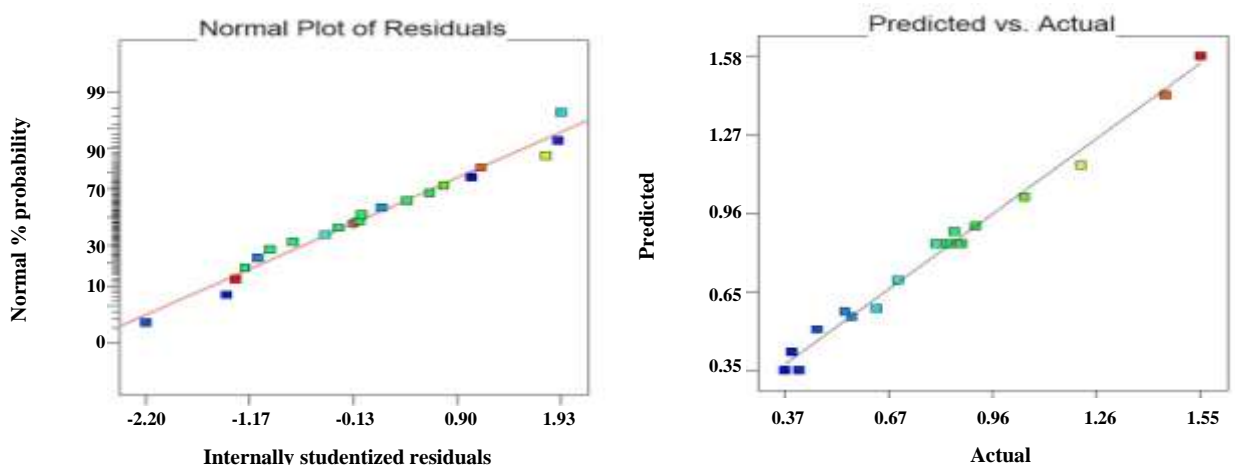 Normal Plot of Residuals
Normal % probability
99
90
70
30
10
0
-2.20 -1.17 -0.13 0.90 1.93
Internally studentized residuals
Predicted vs. Actual
Predicted
1.58
1.27
0.96
0.65
0.35
0.37 0.67 0.96 1.26 1.55
Actual